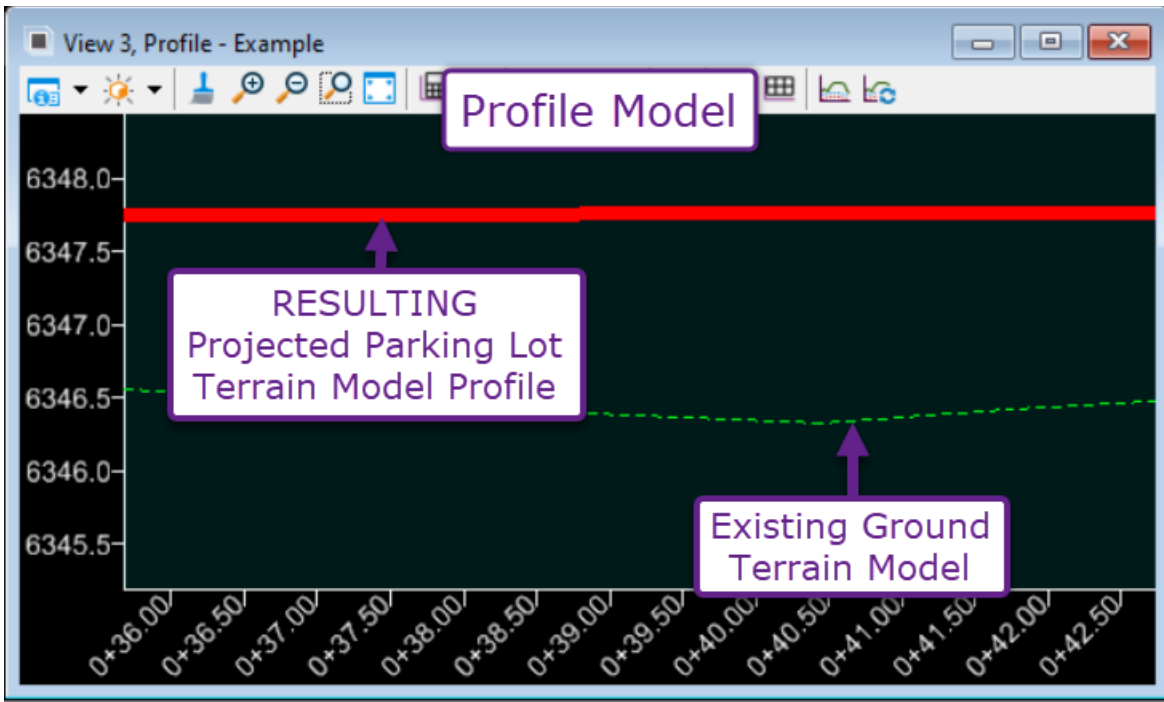 View 3, Profile - Example
Profile Model
6348.0
6347.5
6347.0
6346.5
6346.0
6345.5
RESULTING
Projected Parking Lot
Terrain Model Profile
Existing Ground
Terrain Model
0+36.00
0+36.50
0+37.00
0+37.50
0+38.00
0+38.50
0+39.00
0+39.50
0+40.00
0+40.50
0+41.00
0+41.50
0+42.00
0+42.50